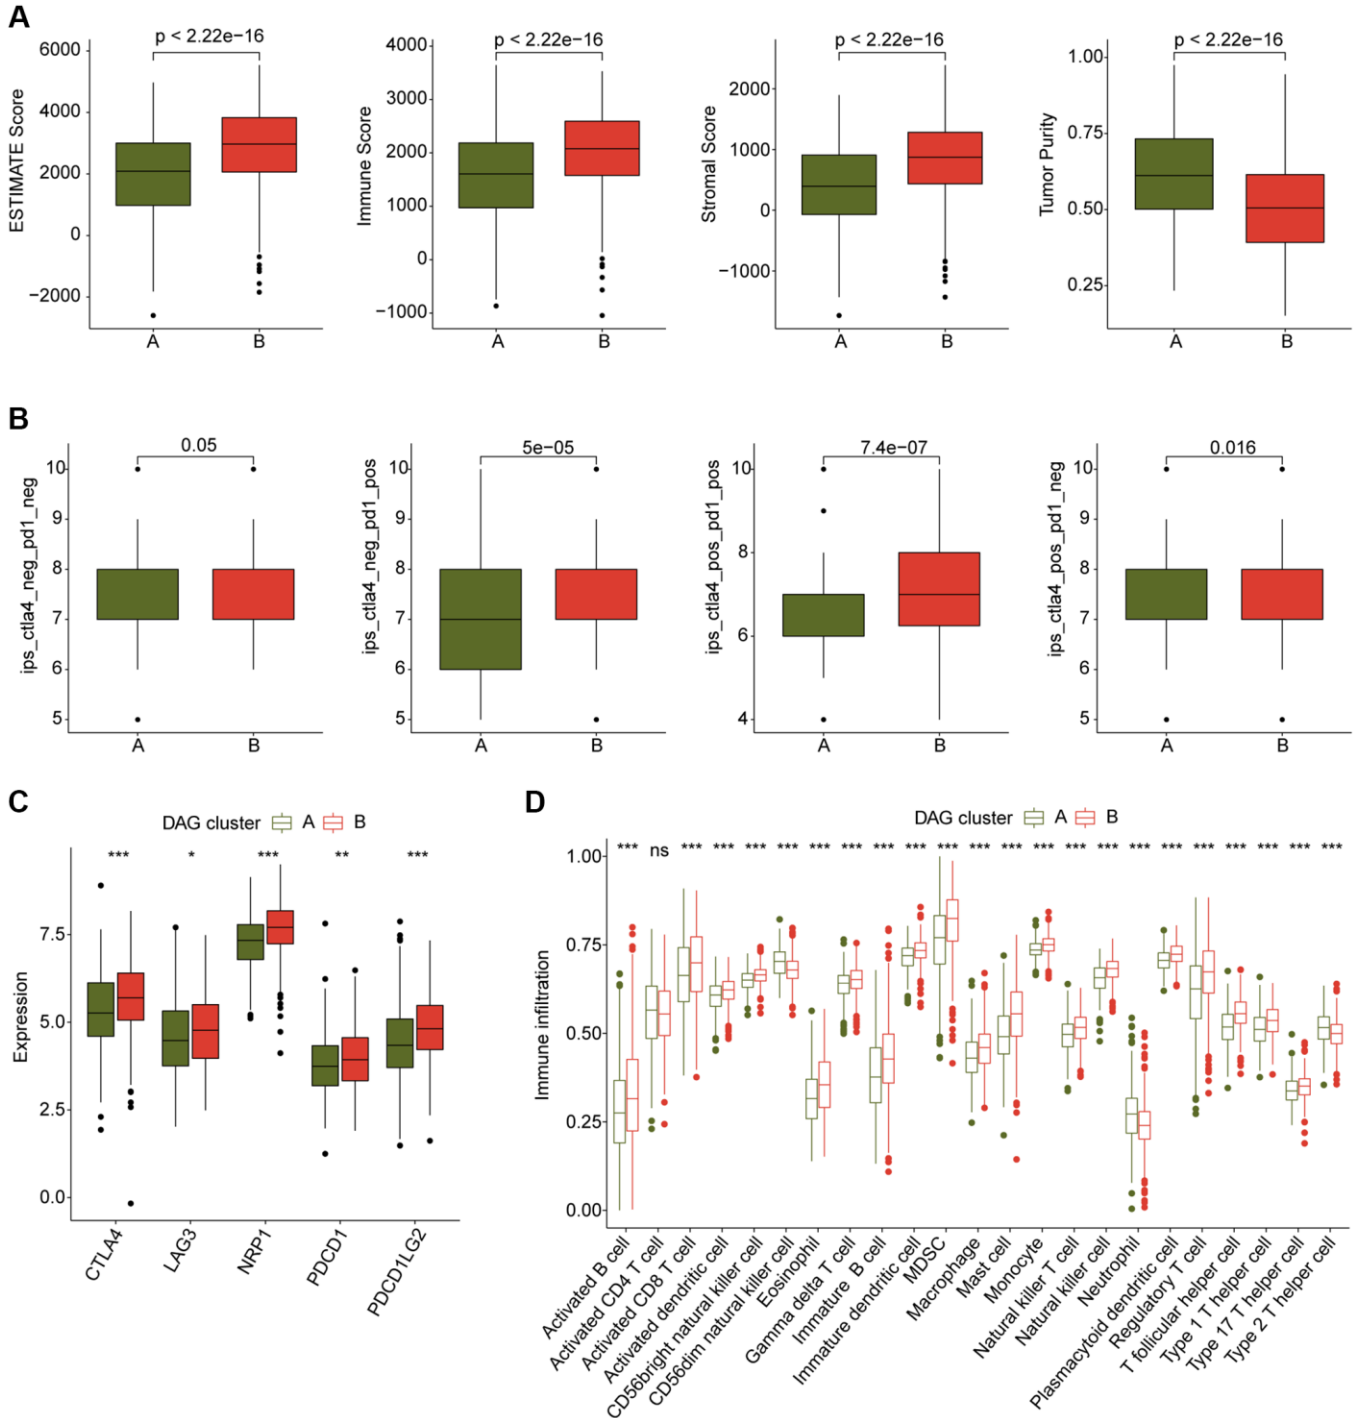 A
p < 2.22e−16
ESTIMATE Score
6000
4000
2000
0
−2000
A
B
p < 2.22e−16
Immune Score
4000
3000
2000
1000
0
−1000
A
B
p < 2.22e−16
Stromal Score
2000
1000
0
−1000
A
B
p < 2.22e−16
Tumor Purity
1.00
0.75
0.50
0.25
A
B
B
0.05
ips_ctla4_neg_pd1_neg
10
9
8
7
6
5
A
B
5e−05
ips_ctla4_neg_pd1_pos
10
9
8
7
6
5
A
B
7.4e−07
ips_ctla4_pos_pd1_pos
10
8
6
4
A
B
0.016
ips_ctla4_pos_pd1_neg
10
9
8
7
6
5
A
B
C
DAG cluster A B
*** * *** ** ***
Expression
7.5
5.0
2.5
0.0
CTLA4
LAG3
NRP1
PDCD1
PDCD1LG2
D
DAG cluster A B
*** ns *** *** *** *** *** *** *** *** *** *** *** *** *** *** *** *** *** *** *** *** ***
Immune infiltration
1.00
0.75
0.50
0.25
0.00
Activated B cell
Activated CD4 T cell
Activated CD8 T cell
Activated dendritic cell
CD56bright natural killer cell
CD56dim natural killer cell
Eosinophil
Gamma delta T cell
Immature B cell
Immature dendritic cell
MDSC
Macrophage
Mast cell
Monocyte
Natural killer T cell
Natural killer cell
Neutrophil
Plasmacytoid dendritic cell
Regulatory T cell
T follicular helper cell
Type 1 T helper cell
Type 17 T helper cell
Type 2 T helper cell